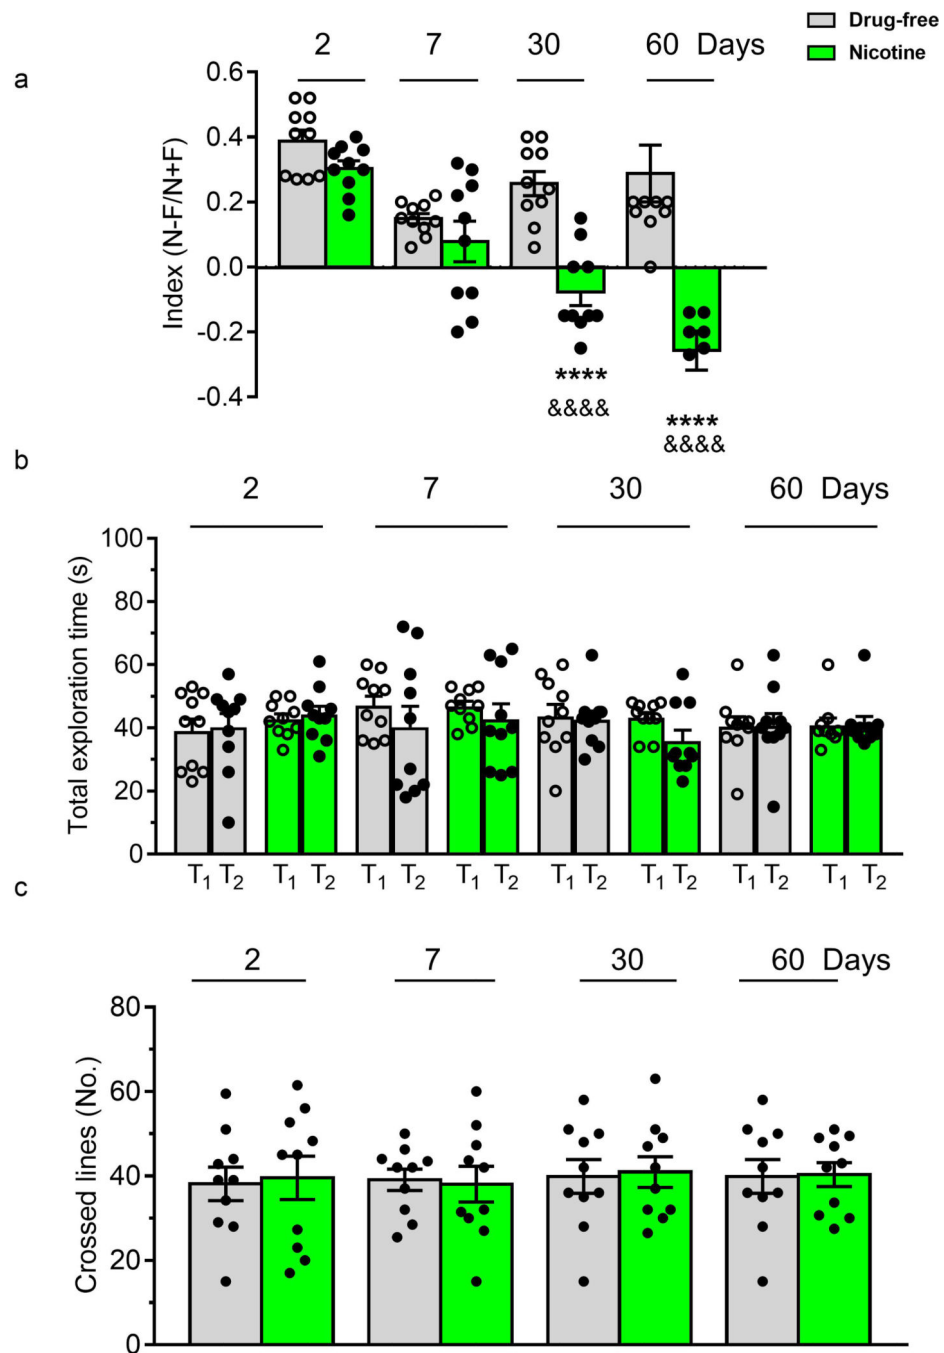 Drug-free
Nicotine
a
2 7 30 60 Days
Index (N-F/N+F)
0.6
0.4
0.2
0.0
-0.2
-0.4
****
&&&&
****
&&&&
b
2 7 30 60 Days
Total exploration time (s)
100
80
60
40
20
0
T1 T2 T1 T2 T1 T2 T1 T2 T1 T2 T1 T2 T1 T2 T1 T2
c
2 7 30 60 Days
Crossed lines (No.)
80
60
40
20
0